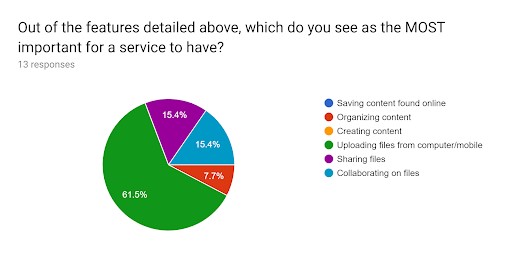 Out of the features detailed above, which do you see as the MOST
important for a service to have?
13 responses
15.4%
15.4%
7.7%
61.5%
Saving content found online
Organizing content
Creating content
Uploading files from computer/mobile
Sharing files
Collaborating on files